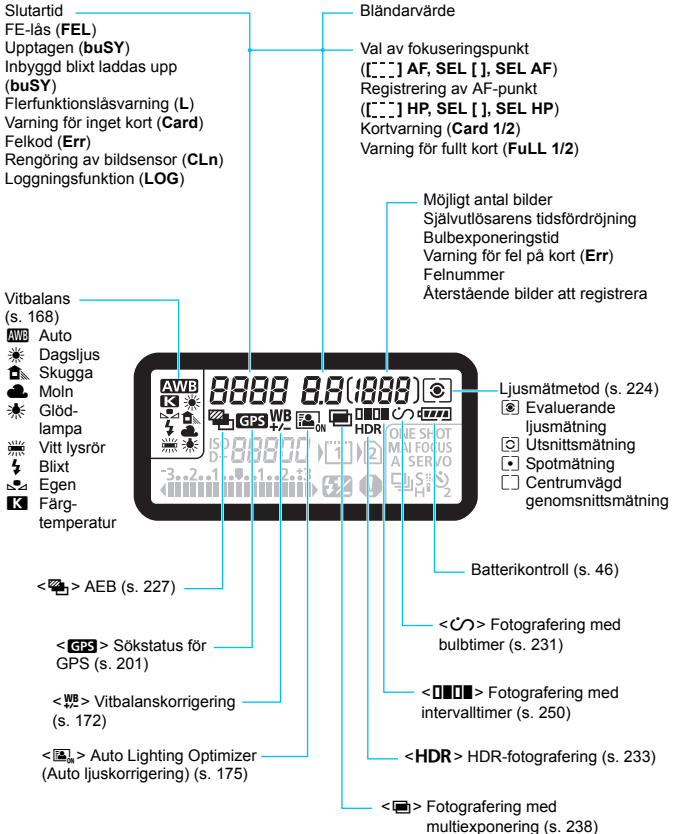 Slutartid
FE-lås (FEL)
Upptagen (buSY)
Inbyggd blixt laddas upp
(buSY)
Flerfunktionslåsvarning (L)
Varning för inget kort (Card)
Felkod (Err)
Rengöring av bildsensor (CLn)
Loggningsfunktion (LOG)
Bländarvärde
Val av fokuseringspunkt
([ ] AF, SEL [ ], SEL AF)
Registrering av AF-punkt
([ ] HP, SEL [ ], SEL HP)
Kortvarning (Card 1/2)
Varning för fullt kort (FuLL 1/2)
Möjligt antal bilder
Självutlösarens tidsfördröjning
Bulbexponeringstid
Varning för fel på kort (Err)
Felnummer
Återstående bilder att registrera
Vitbalans
(s. 168)
AWB Auto
Dagsljus
Skugga
Moln
Glöd-
lampa
Vitt lysrör
Blixt
Egen
K Färg-
temperatur
AWB 8888 8.8(1888)
K
GPS WB +/- ON HDR
ISO D+ 88800 1 2 ONE SHOT
MAI FOCUS
AI SERVO
-3..2..1..0..1..2..+3
S H 2
Ljusmätmetod (s. 224)
Evaluerande
ljusmätning
Utsnittsmätning
Spotmätning
Centrumvägd
genomsnittsmätning
Batterikontroll (s. 46)
< > AEB (s. 227)
< > Fotografering med
bulbtimer (s. 231)
<GPS> Sökstatus för
GPS (s. 201)
<WB +/-> Vitbalanskorrigering
(s. 172)
< > Fotografering med
intervalltimer (s. 250)
<ON> Auto Lighting Optimizer
(Auto ljuskorrigering) (s. 175)
<HDR> HDR-fotografering (s. 233)
< > Fotografering med
multiexponering (s. 238)